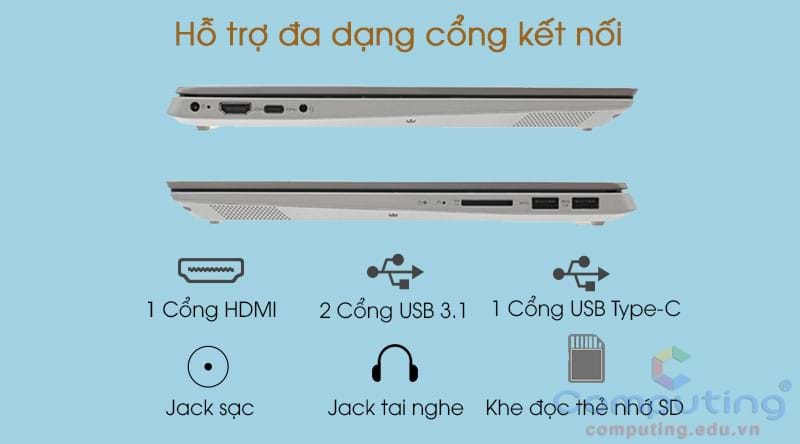 Hỗ trợ đa dạng cổng kết nối
1 Cổng HDMI
2 Cổng USB 3.1
1 Cổng USB Type-C
Jack sạc
Jack tai nghe
Khe đọc thẻ nhớ SD
Computing®
computing.edu.vn